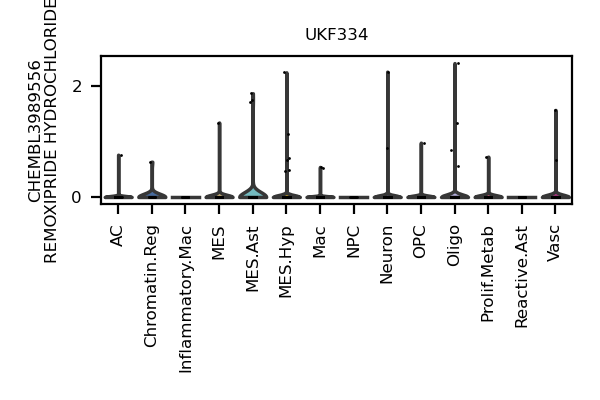 UKF334
CHEMBL3989556
REMOXIPRIDE HYDROCHLORIDE
2
0
AC
Chromatin.Reg
Inflammatory.Mac
MES
MES.Ast
MES.Hyp
Mac
NPC
Neuron
OPC
Oligo
Prolif.Metab
Reactive.Ast
Vasc